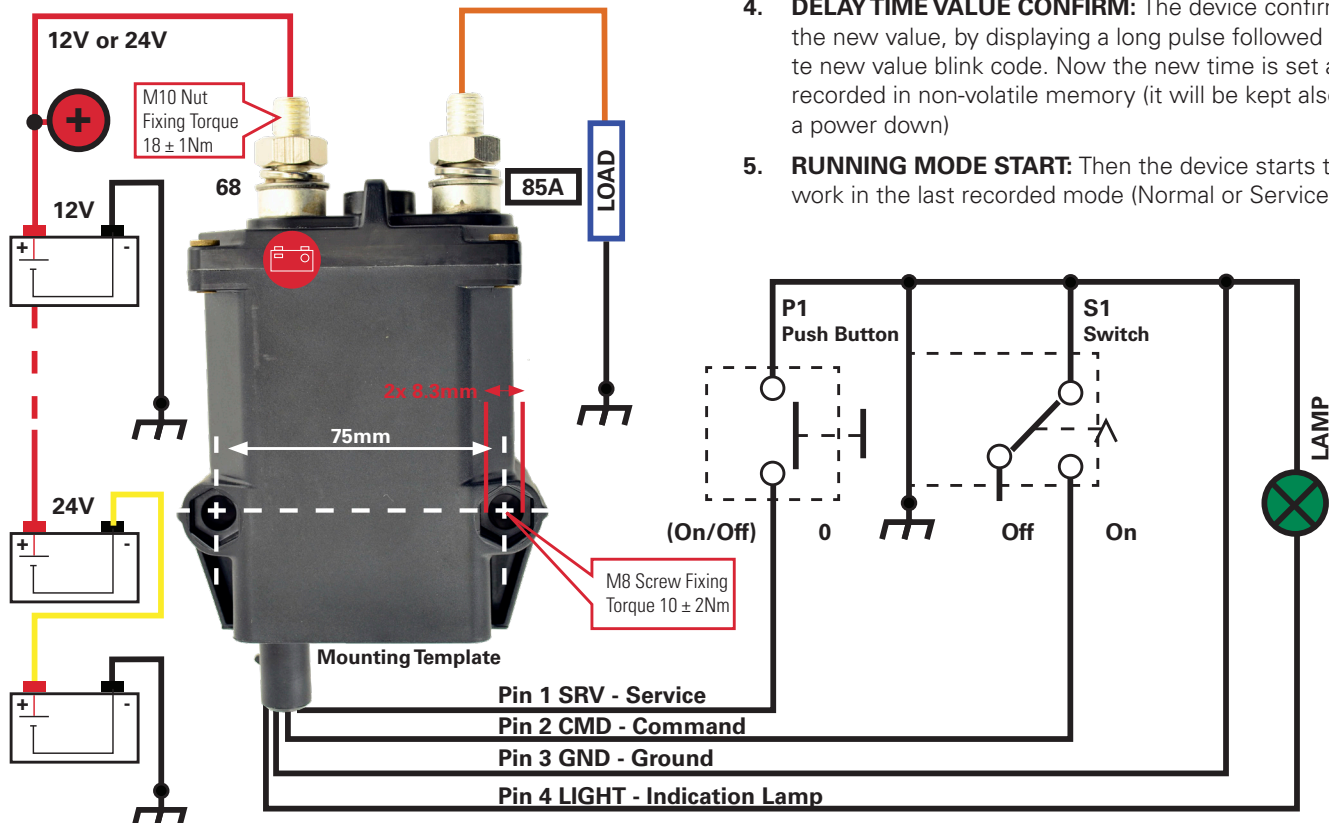 4. DELAY TIME VALUE CONFIRM: The device confirm
the new value, by displaying a long pulse followed
te new value blink code. Now the new time is set a
recorded in non-volatile memory (it will be kept also
a power down)
5. RUNNING MODE START: Then the device starts t
work in the last recorded mode (Normal or Service
12V or 24V
+
M10 Nut
Fixing Torque
18 ± 1Nm
68
85A
LOAD
12V
+ -
2x 8.3mm
75mm
24V
+ -
M8 Screw Fixing
Torque 10 ± 2Nm
+ -
Mounting Template
P1
Push Button
S1
Switch
LAMP
(On/Off)
0
Off
On
Pin 1 SRV - Service
Pin 2 CMD - Command
Pin 3 GND - Ground
Pin 4 LIGHT - Indication Lamp